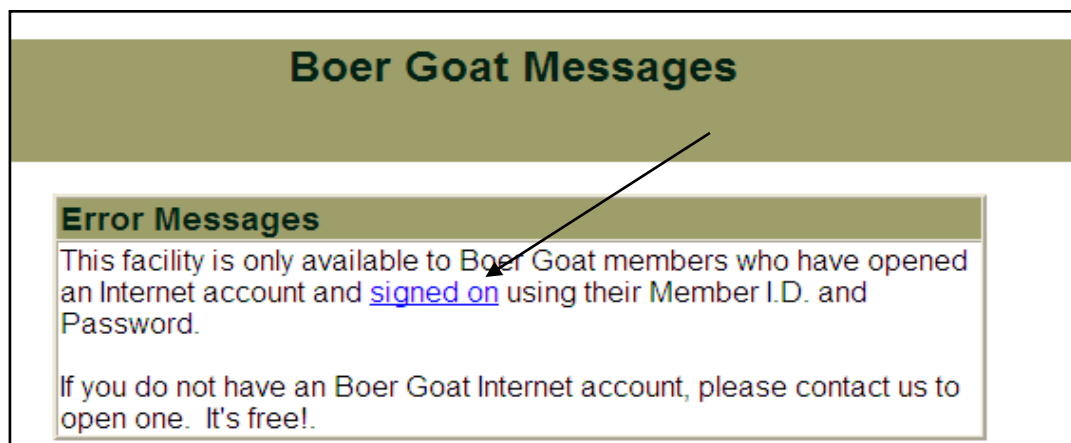 Boer Goat Messages
Error Messages
This facility is only available to Boer Goat members who have opened
an Internet account and signed on using their Member I.D. and
Password.
If you do not have an Boer Goat Internet account, please contact us to
open one.  It's free!.